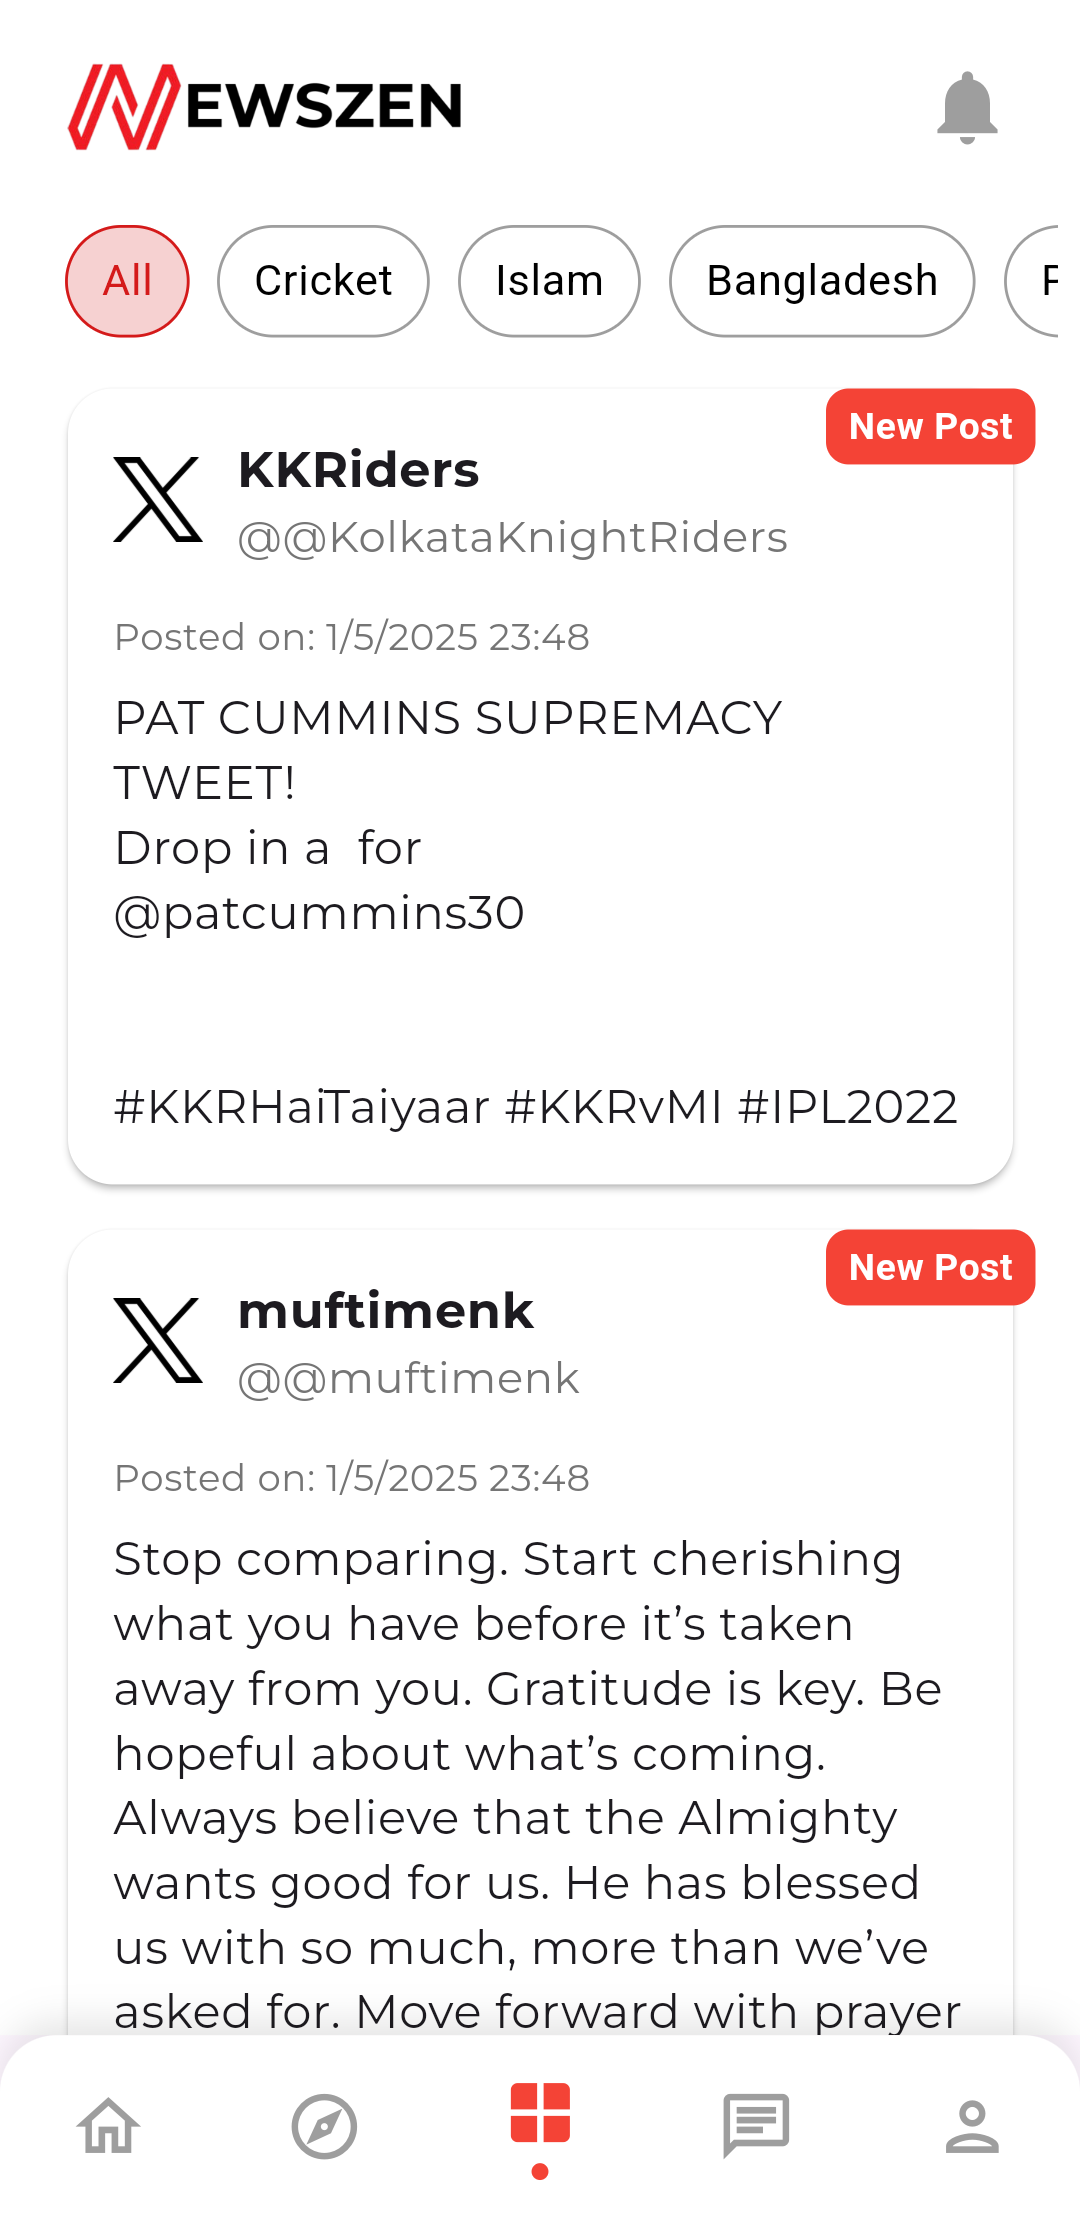 NEWSZEN
All Cricket Islam Bangladesh
New Post
KKRiders
@@KolkataKnightRiders
Posted on: 1/5/2025 23:48
PAT CUMMINS SUPREMACY
TWEET!
Drop in a  for
@patcummins30
#KKRHaiTaiyaar #KKRvMI #IPL2022
New Post
muftimenk
@@muftimenk
Posted on: 1/5/2025 23:48
Stop comparing. Start cherishing
what you have before it’s taken
away from you. Gratitude is key. Be
hopeful about what’s coming.
Always believe that the Almighty
wants good for us. He has blessed
us with so much, more than we’ve
asked for. Move forward with prayer